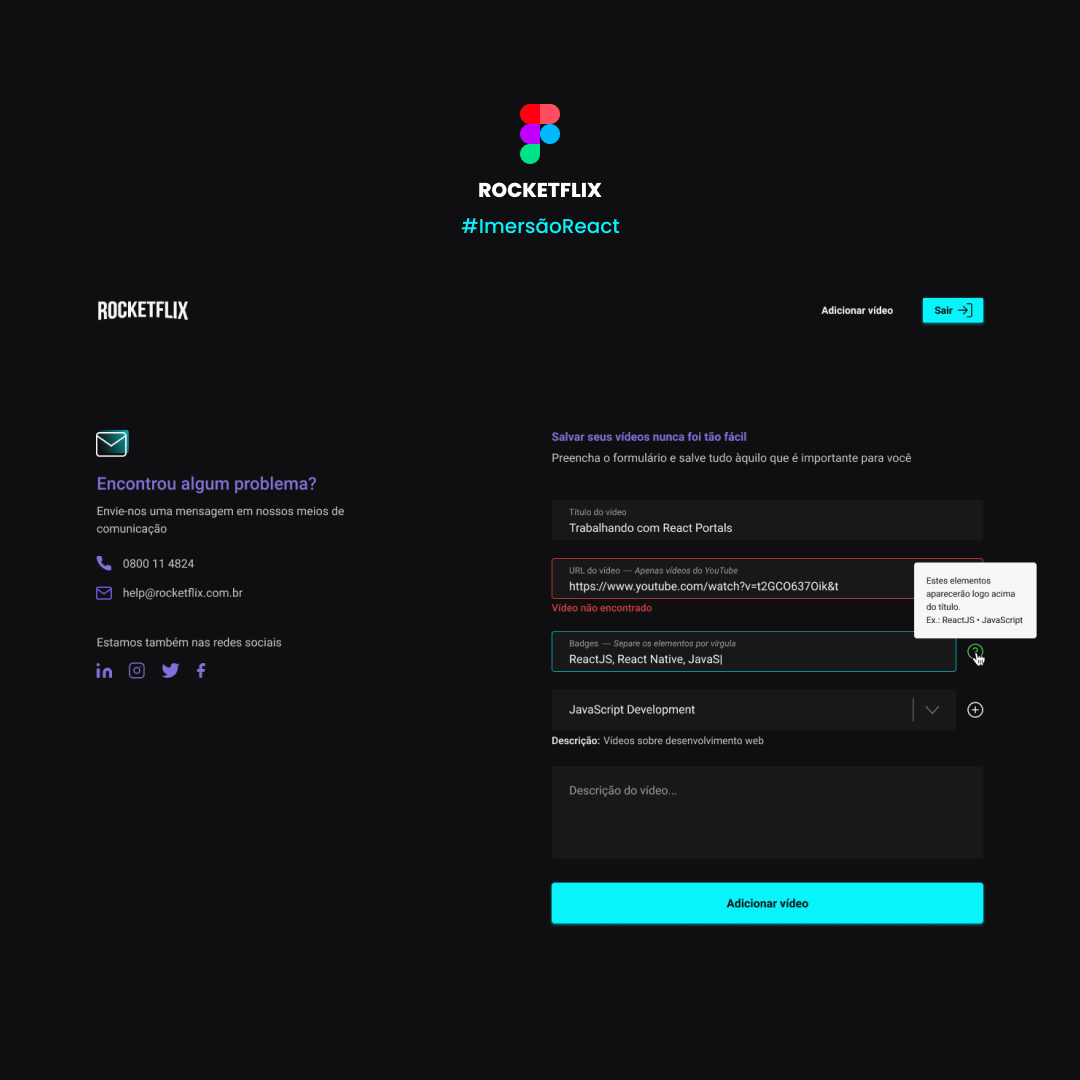 ROCKETFLIX
#ImersãoReact
ROCKETFLIX
Adicionar vídeo
Sair
Encontrou algum problema?
Envie-nos uma mensagem em nossos meios de
comunicação
0800 11 4824
help@rocketflix.com.br
Estamos também nas redes sociais
Salvar seus vídeos nunca foi tão fácil
Preencha o formulário e salve tudo àquilo que é importante para você
Título do vídeo
Trabalhando com React Portals
URL do vídeo — Apenas vídeos do YouTube
https://www.youtube.com/watch?v=t2GCO637Oik&t
Vídeo não encontrado
Estes elementos
aparecerão logo acima
do título.
Ex.: ReactJS • JavaScript
Badges — Separe os elementos por vírgula
ReactJS, React Native, JavaS
JavaScript Development
Descrição: Vídeos sobre desenvolvimento web
Descrição do vídeo...
Adicionar vídeo